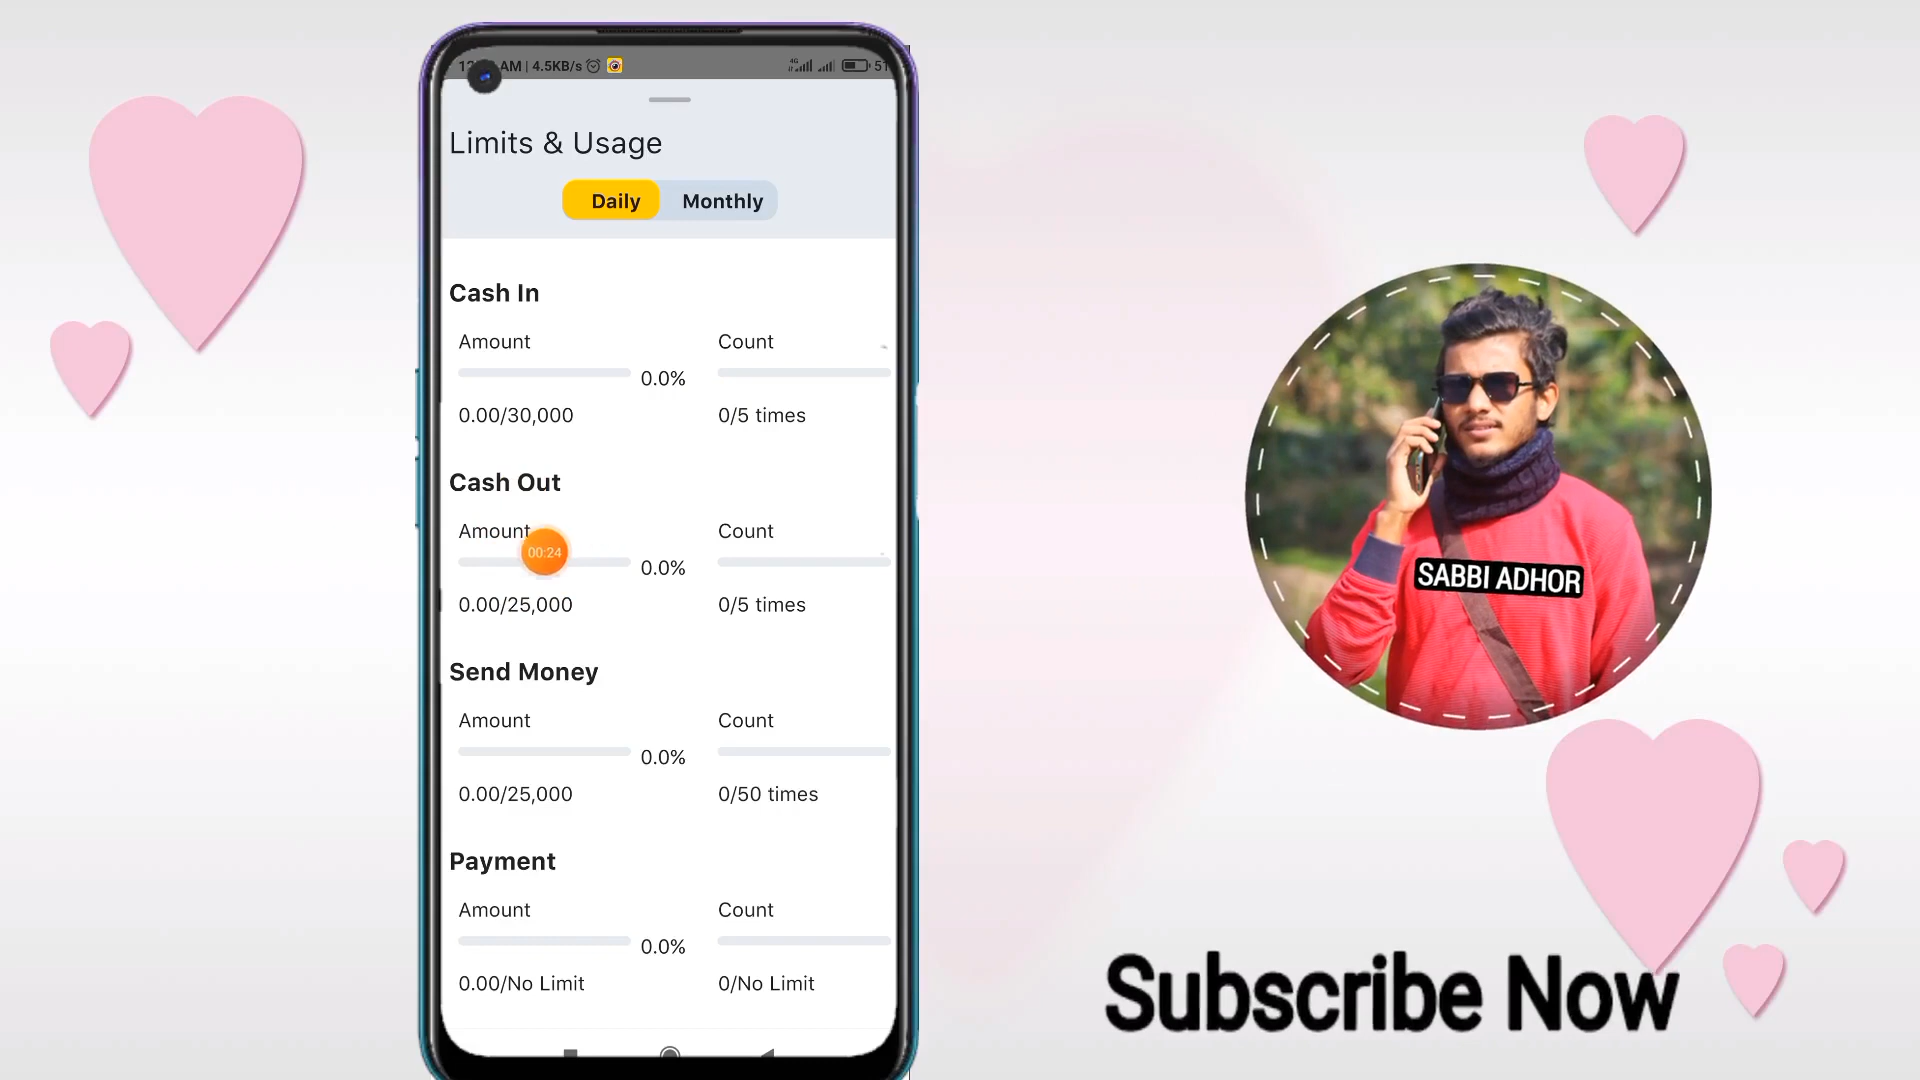 AM | 4.5KB/s
4G
Limits & Usage
Daily Monthly
Cash In
Amount Count
0.0%
0.00/30,000 0/5 times
Cash Out
Amount Count
00:24
0.0%
0.00/25,000 0/5 times
Send Money
Amount Count
0.0%
0.00/25,000 0/50 times
Payment
Amount Count
0.0%
0.00/No Limit 0/No Limit
SABBI ADHOR
Subscribe Now